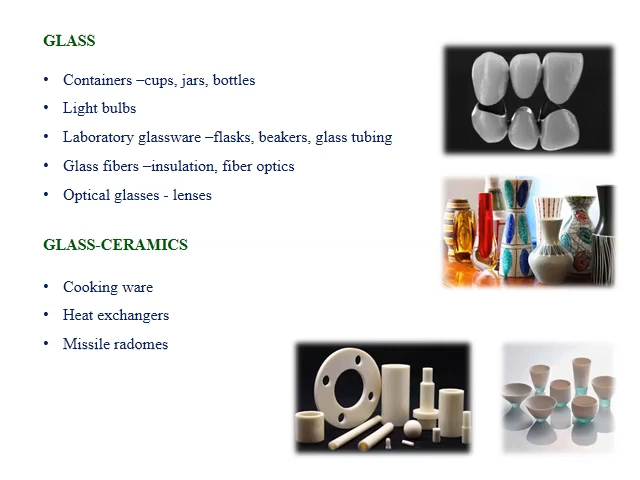 GLASS
• Containers –cups, jars, bottles
• Light bulbs
• Laboratory glassware –flasks, beakers, glass tubing
• Glass fibers –insulation, fiber optics
• Optical glasses - lenses
GLASS-CERAMICS
• Cooking ware
• Heat exchangers
• Missile radomes